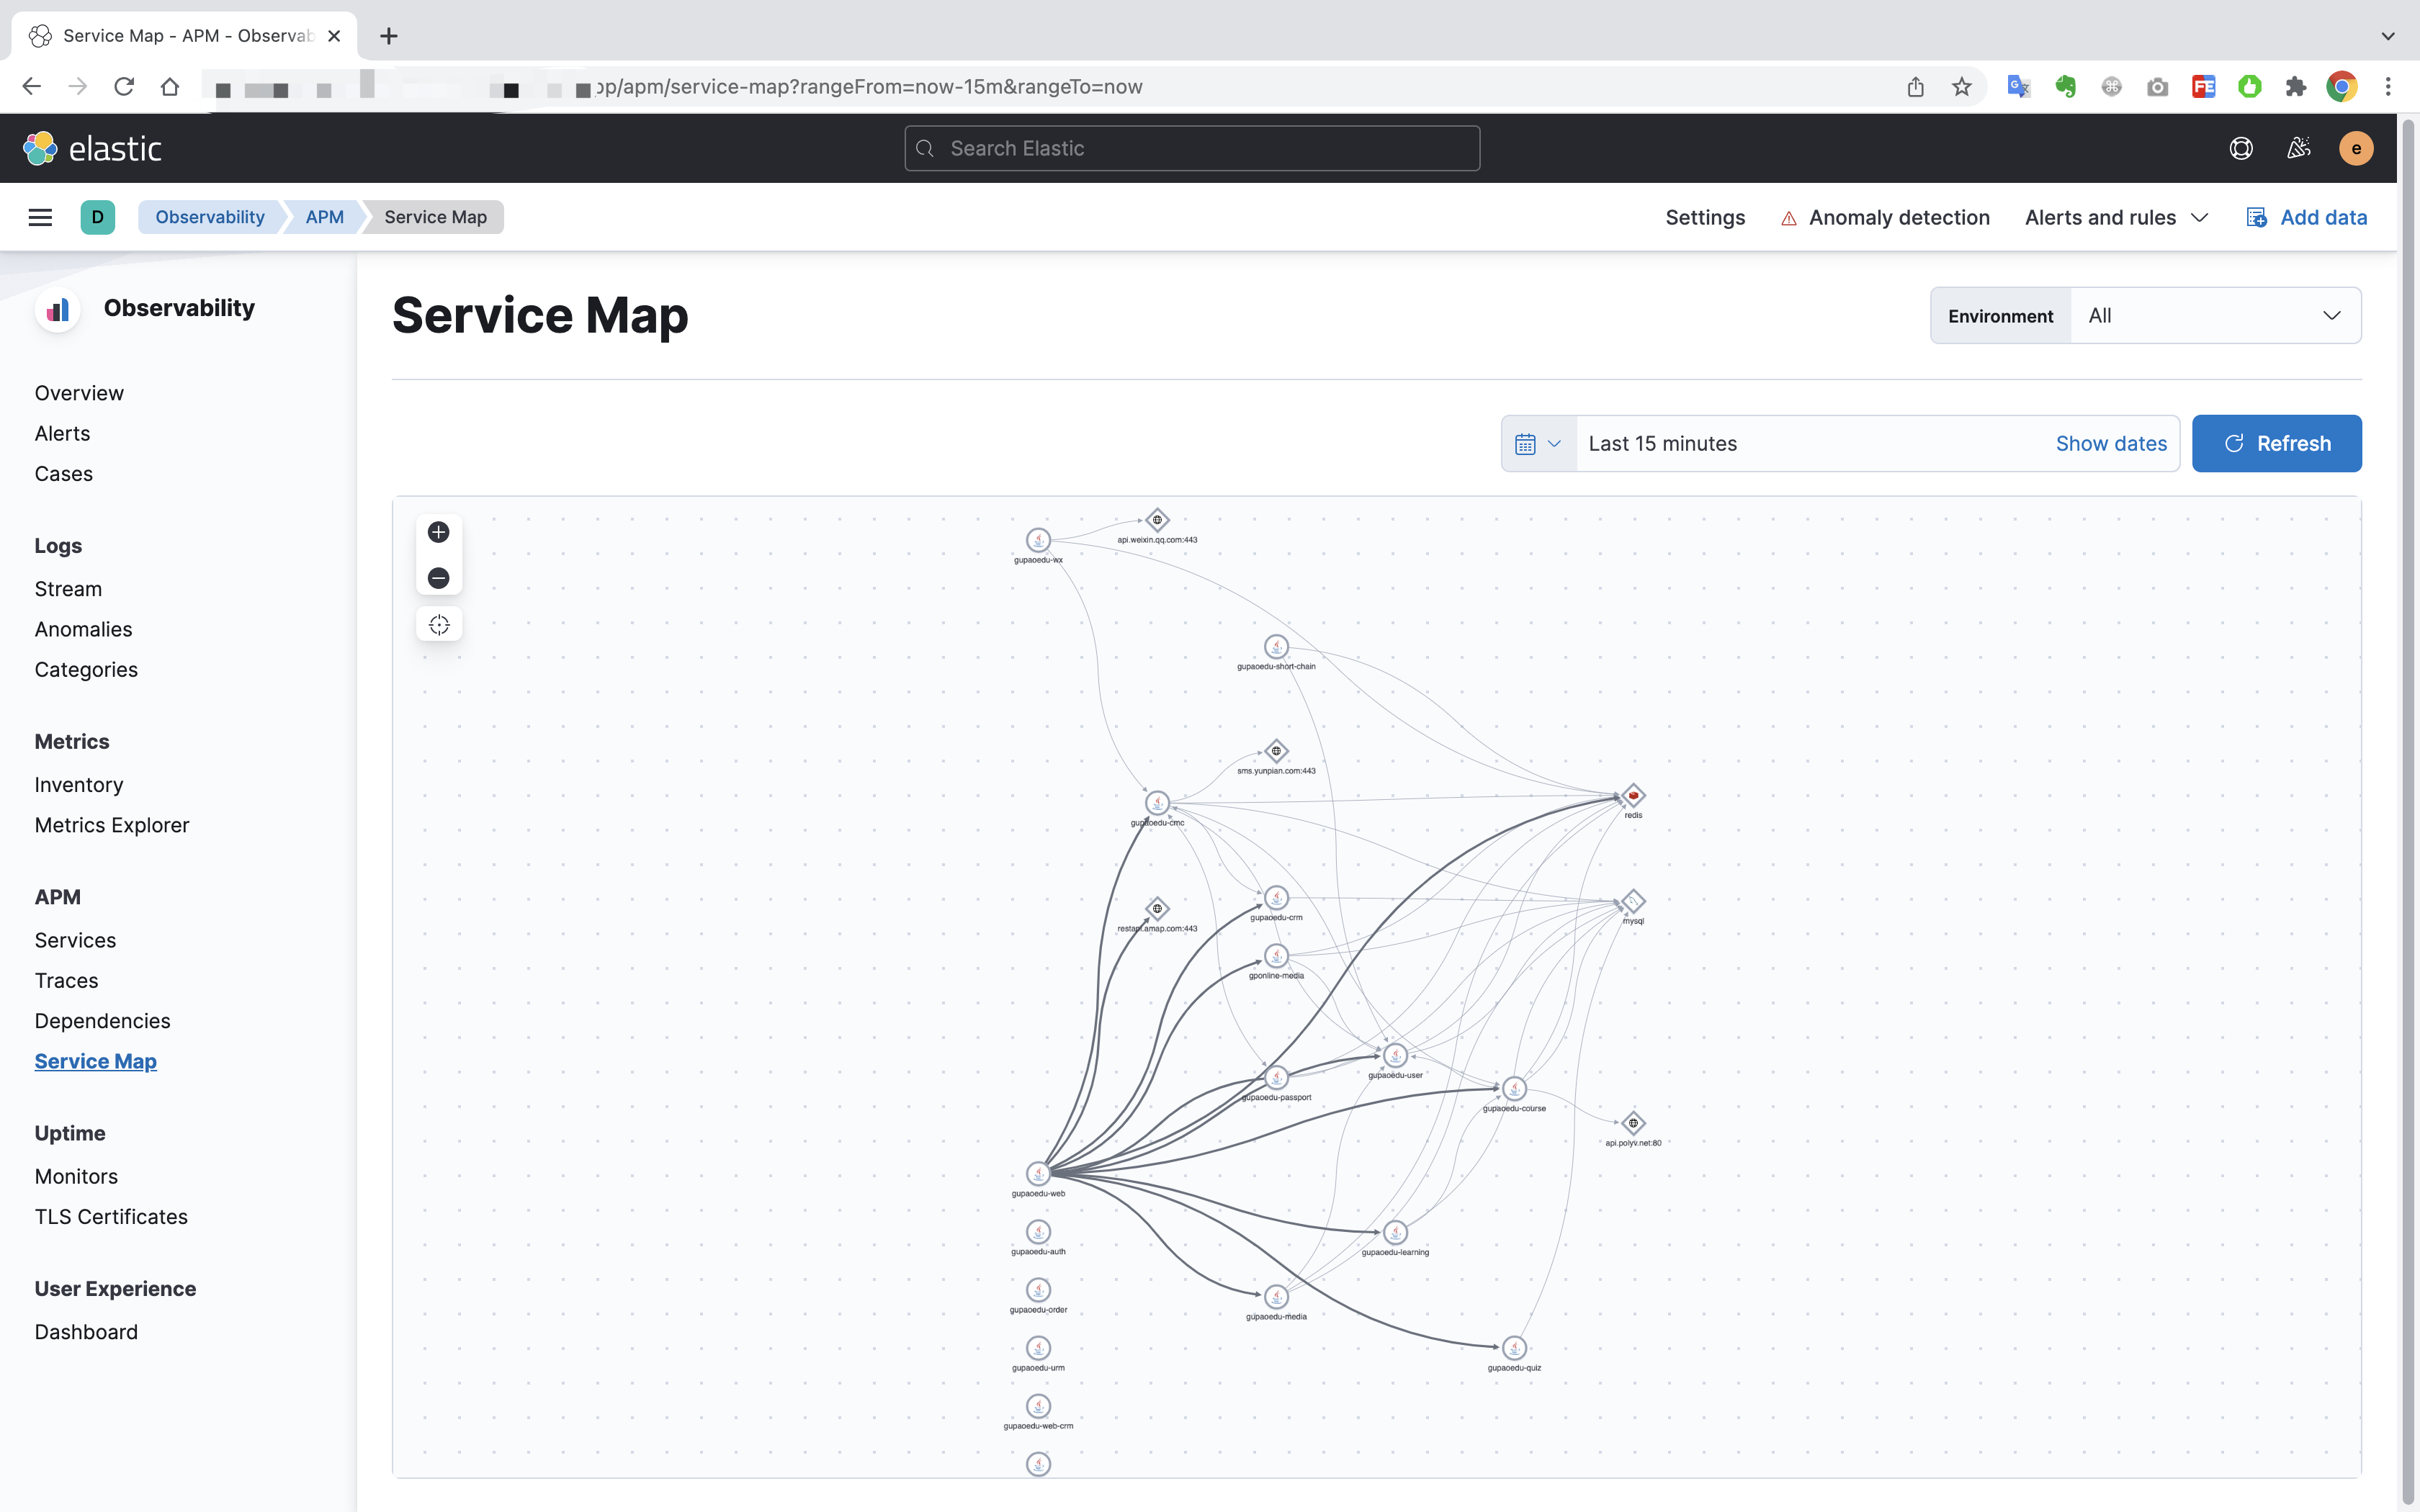 Service Map - APM - Observab
pp/apm/service-map?rangeFrom=now-15m&rangeTo=now
FE
elastic
Search Elastic
e
D
Observability
APM
Service Map
Settings
Anomaly detection
Alerts and rules
Add data
Observability
Overview
Alerts
Cases
Logs
Stream
Anomalies
Categories
Metrics
Inventory
Metrics Explorer
APM
Services
Traces
Dependencies
Service Map
Uptime
Monitors
TLS Certificates
User Experience
Dashboard
Service Map
Environment
All
Last 15 minutes
Show dates
Refresh
api.weixin.qq.com:443
gupaoedu-wx
gupaoedu-short-chain
sms.yunpian.com:443
redis
gupaoedu-cmc
gupaoedu-crm
mysql
restapi.amap.com:443
gponline-media
gupaoedu-user
gupaoedu-passport
gupaoedu-course
api.polyv.net:80
gupaoedu-web
gupaoedu-auth
gupaoedu-learning
gupaoedu-order
gupaoedu-media
gupaoedu-urm
gupaoedu-quiz
gupaoedu-web-crm